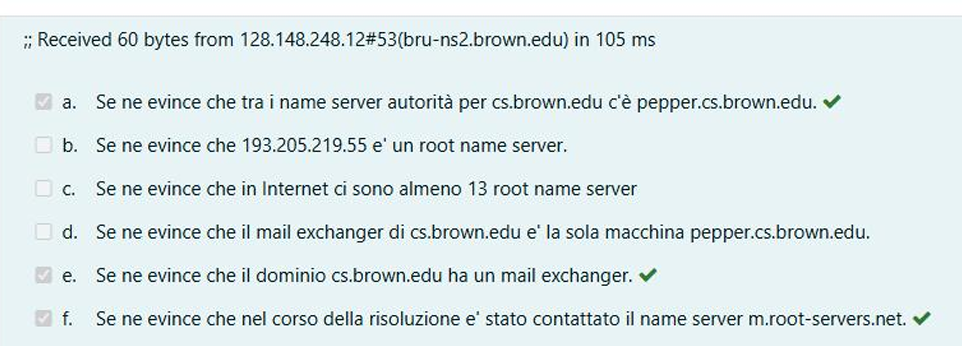 ;; Received 60 bytes from 128.148.248.12#53(bru-ns2.brown.edu) in 105 ms
a. Se ne evince che tra i name server autorità per cs.brown.edu c'è pepper.cs.brown.edu.
b. Se ne evince che 193.205.219.55 e' un root name server.
c. Se ne evince che in Internet ci sono almeno 13 root name server
d. Se ne evince che il mail exchanger di cs.brown.edu e' la sola macchina pepper.cs.brown.edu.
e. Se ne evince che il dominio cs.brown.edu ha un mail exchanger.
f. Se ne evince che nel corso della risoluzione e' stato contattato il name server m.root-servers.net.